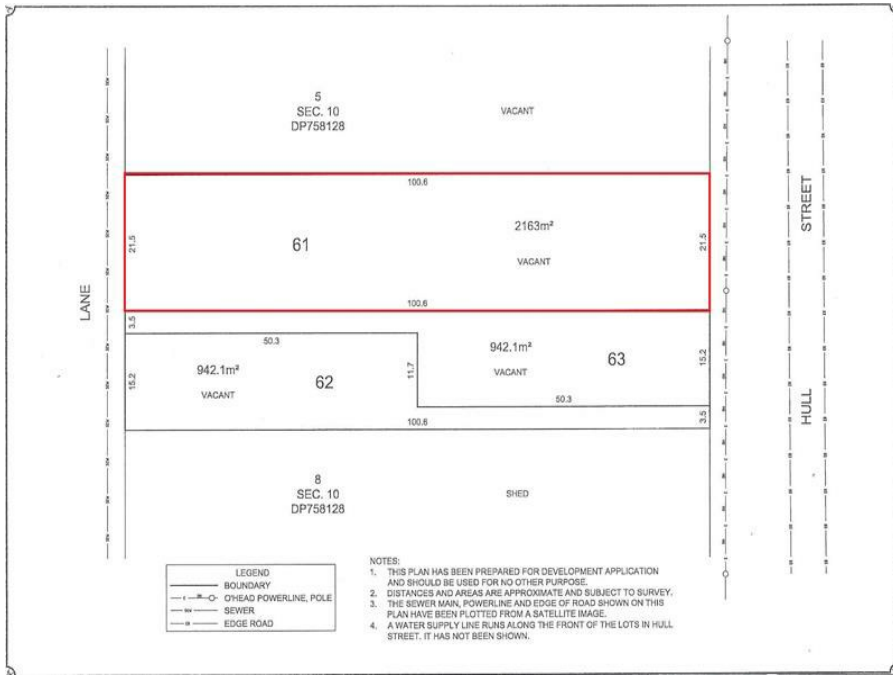 5
SEC. 10
DP758128
VACANT
100.6
21.5
61
2163m²
VACANT
21.5
100.6
LANE
STREET
HULL
3.5
50.3
15.2
942.1m²
VACANT
62
11.7
942.1m²
VACANT
63
15.2
50.3
3.5
100.6
8
SEC. 10
DP758128
SHED
LEGEND
BOUNDARY
O'HEAD POWERLINE, POLE
SEWER
EDGE ROAD
NOTES:
1. THIS PLAN HAS BEEN PREPARED FOR DEVELOPMENT APPLICATION
AND SHOULD BE USED FOR NO OTHER PURPOSE.
2. DISTANCES AND AREAS ARE APPROXIMATE AND SUBJECT TO SURVEY.
3. THE SEWER MAIN, POWERLINE AND EDGE OF ROAD SHOWN ON THIS
PLAN HAVE BEEN PLOTTED FROM A SATELLITE IMAGE.
4. A WATER SUPPLY LINE RUNS ALONG THE FRONT OF THE LOTS IN HULL
STREET. IT HAS NOT BEEN SHOWN.